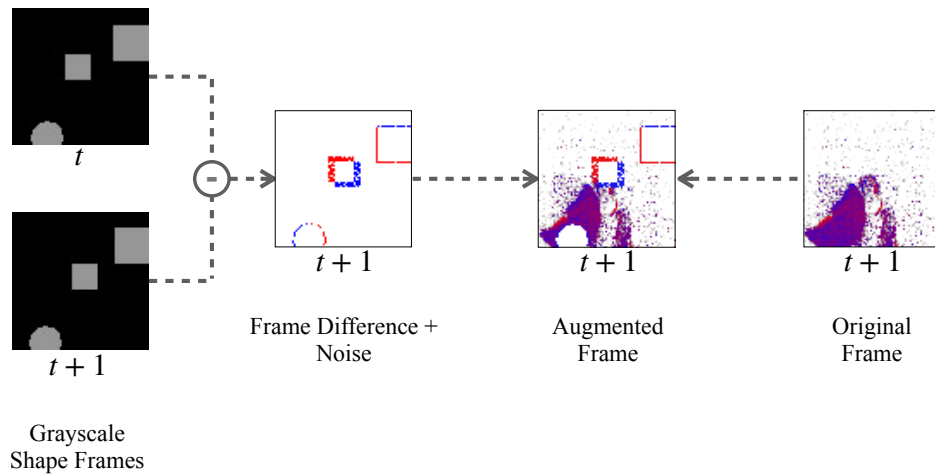 t
t + 1
Grayscale
Shape Frames
-
t + 1
Frame Difference +
Noise
t + 1
Augmented
Frame
t + 1
Original
Frame